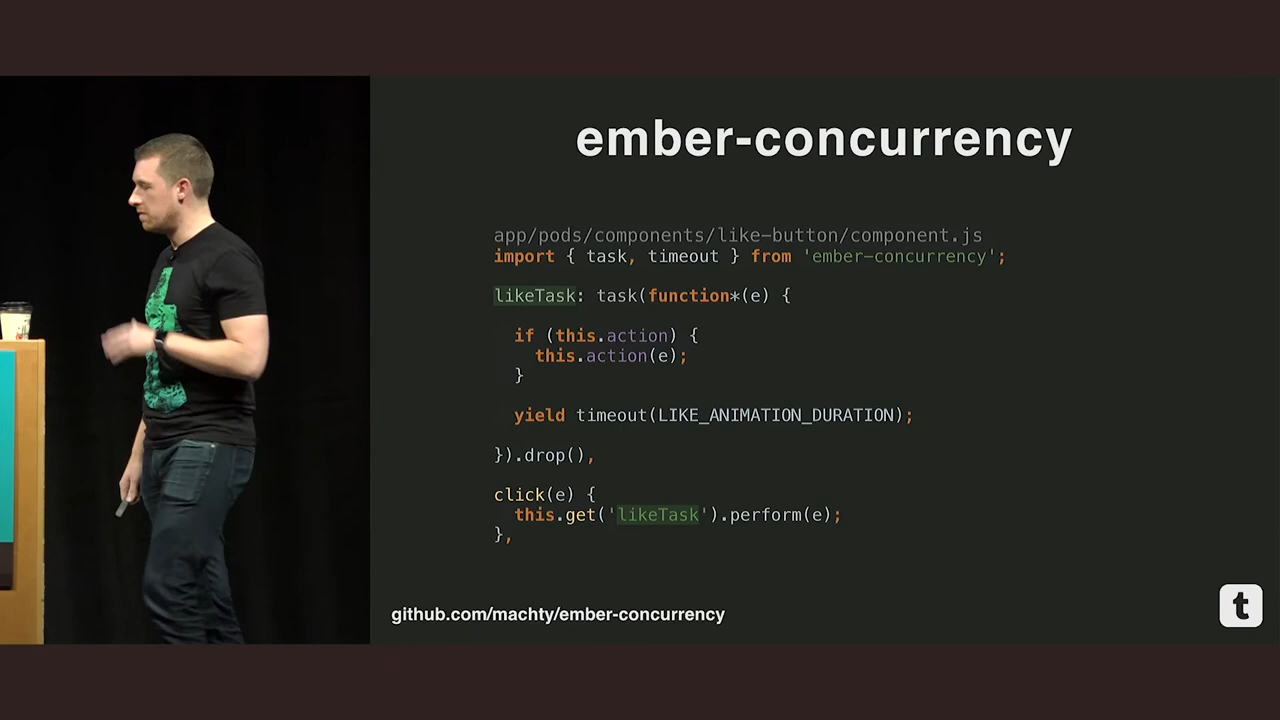 ember-concurrency
app/pods/components/like-button/component.js
import { task, timeout } from 'ember-concurrency';
likeTask: task(function*(e) {
if (this.action) {
this.action(e);
}
yield timeout(LIKE_ANIMATION_DURATION);
}).drop(),
click(e) {
this.get('likeTask').perform(e);
},
github.com/machty/ember-concurrency
t